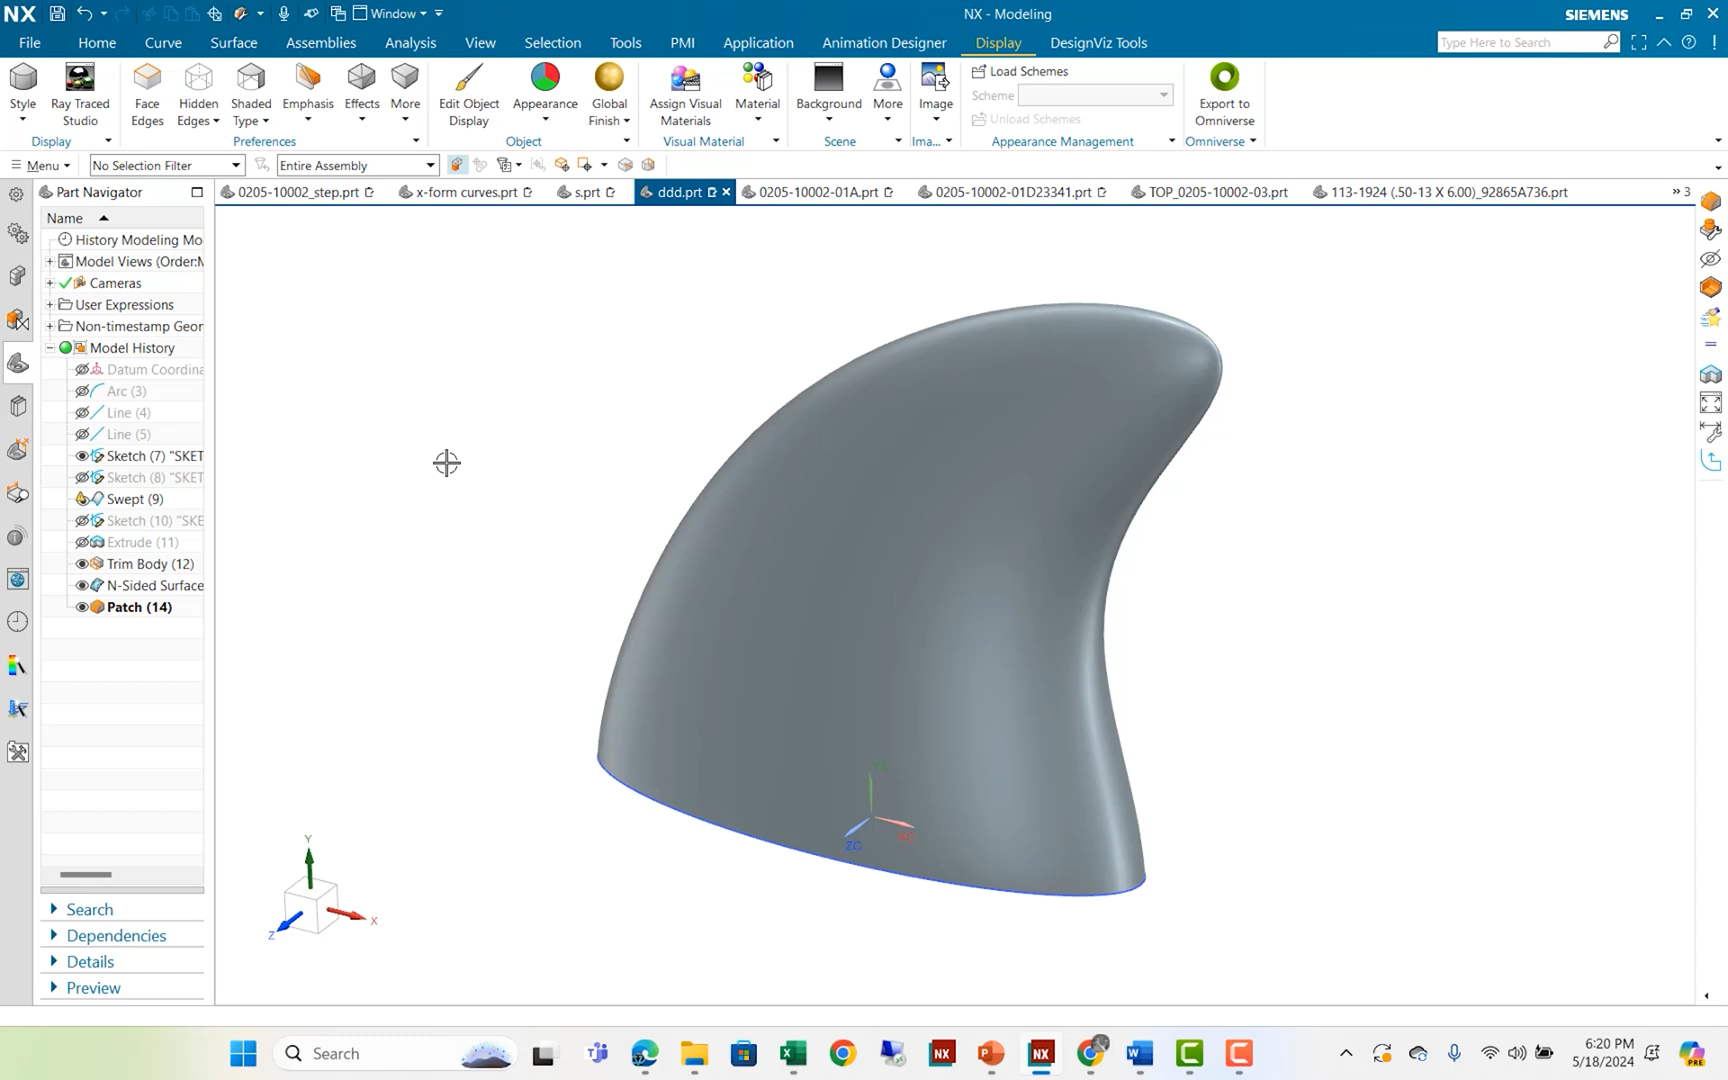 NX
Window
NX - Modeling
SIEMENS
File Home Curve Surface Assemblies Analysis View Selection Tools PMI Application Animation Designer Display DesignViz Tools
Type Here to Search
Style
Ray Traced
Studio
Face
Edges
Hidden
Edges
Shaded
Type
Emphasis
Effects
More
Edit Object
Display
Appearance
Global
Finish
Assign Visual
Materials
Material
Background
More
Image
Load Schemes
Scheme
Unload Schemes
Export to
Omniverse
Display Preferences Object Visual Material Scene Ima... Appearance Management Omniverse
Menu No Selection Filter Entire Assembly
Part Navigator
0205-10002_step.prt x-form curves.prt s.prt ddd.prt 0205-10002-01A.prt 0205-10002-01D23341.prt TOP_0205-10002-03.prt 113-1924 (.50-13 X 6.00)_92865A736.prt 3
Name
History Modeling Mo
Model Views (Order:M
Cameras
User Expressions
Non-timestamp Geor
Model History
Datum Coordina
Arc (3)
Line (4)
Line (5)
Sketch (7) "SKET
Sketch (8) "SKET
Swept (9)
Sketch (10) "SKE
Extrude (11)
Trim Body (12)
N-Sided Surface
Patch (14)
YC
XC
ZC
Y
X
Z
Search
Dependencies
Details
Preview
Search
NX
NX
6:20 PM
5/18/2024
PRE